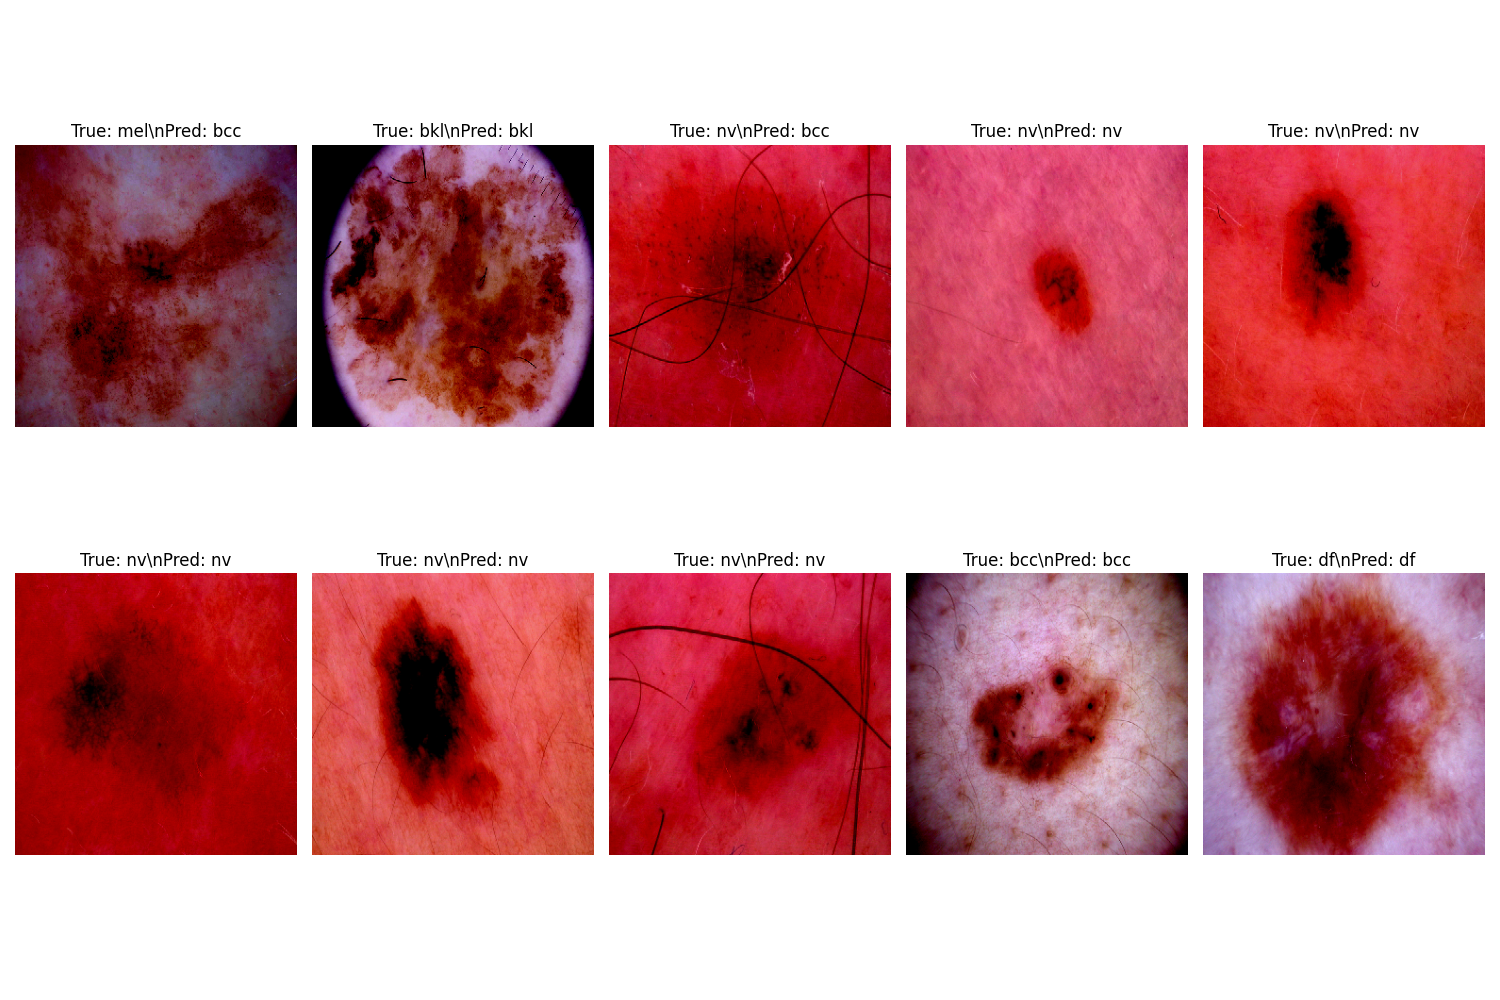 True: mel\nPred: bcc
True: bkl\nPred: bkl
True: nv\nPred: bcc
True: nv\nPred: nv
True: nv\nPred: nv
True: nv\nPred: nv
True: nv\nPred: nv
True: nv\nPred: nv
True: bcc\nPred: bcc
True: df\nPred: df